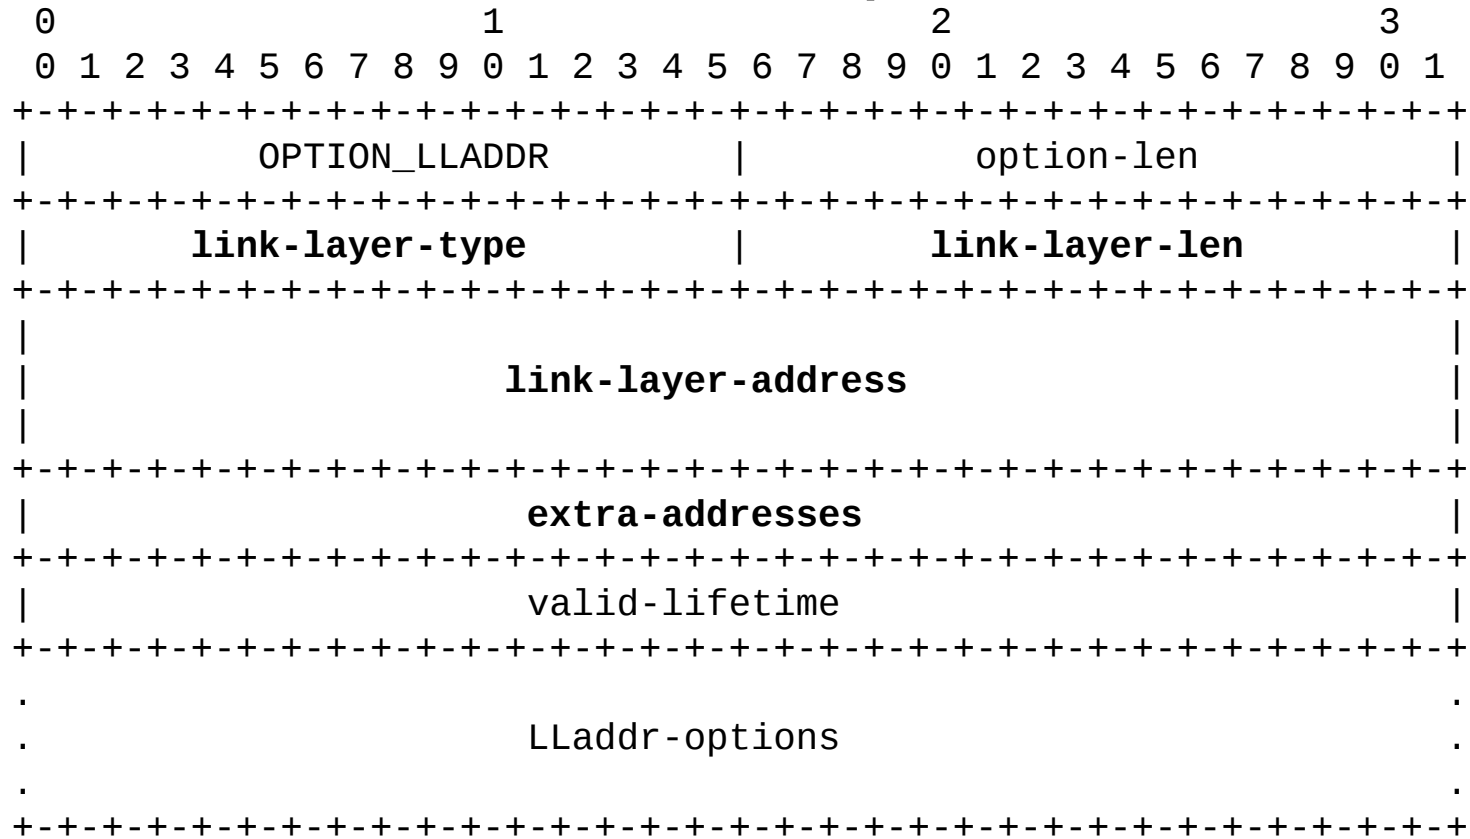 0                   1                   2                   3
 0 1 2 3 4 5 6 7 8 9 0 1 2 3 4 5 6 7 8 9 0 1 2 3 4 5 6 7 8 9 0 1
+-+-+-+-+-+-+-+-+-+-+-+-+-+-+-+-+-+-+-+-+-+-+-+-+-+-+-+-+-+-+-+-+
|          OPTION_LLADDR        |          option-len           |
+-+-+-+-+-+-+-+-+-+-+-+-+-+-+-+-+-+-+-+-+-+-+-+-+-+-+-+-+-+-+-+-+
|       link-layer-type         |        link-layer-len         |
+-+-+-+-+-+-+-+-+-+-+-+-+-+-+-+-+-+-+-+-+-+-+-+-+-+-+-+-+-+-+-+-+
|                                                               |
|                     link-layer-address                        |
|                                                               |
+-+-+-+-+-+-+-+-+-+-+-+-+-+-+-+-+-+-+-+-+-+-+-+-+-+-+-+-+-+-+-+-+
|                      extra-addresses                          |
+-+-+-+-+-+-+-+-+-+-+-+-+-+-+-+-+-+-+-+-+-+-+-+-+-+-+-+-+-+-+-+-+
|                      valid-lifetime                           |
+-+-+-+-+-+-+-+-+-+-+-+-+-+-+-+-+-+-+-+-+-+-+-+-+-+-+-+-+-+-+-+-+
.                                                               .
.                      LLaddr-options                           .
.                                                               .
+-+-+-+-+-+-+-+-+-+-+-+-+-+-+-+-+-+-+-+-+-+-+-+-+-+-+-+-+-+-+-+-+